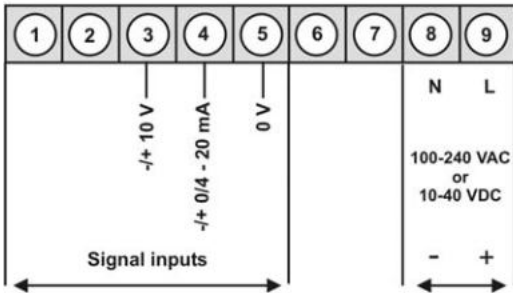 1 2 3 4 5 6 7 8 9
-/+ 10 V
-/+ 0/4 - 20 mA
0 V
N L
100-240 VAC
or
10-40 VDC
- +
Signal inputs